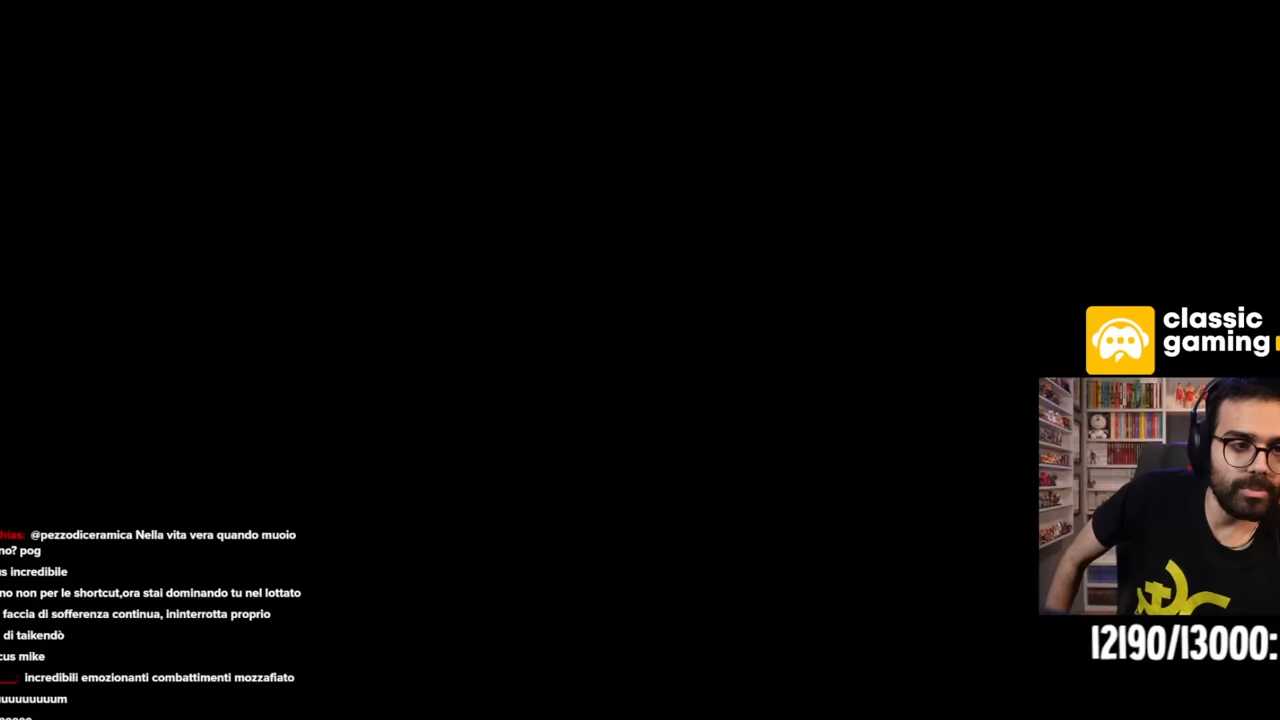 classic
gaming
hias: @pezzodiceramica Nella vita vera quando muoio
no? pog
s incredibile
no non per le shortcut,ora stai dominando tu nel lottato
faccia di sofferenza continua, ininterrotta proprio
di taikendò
cus mike
incredibili emozionanti combattimenti mozzafiato
uuuuuuuuum
12190/13000: